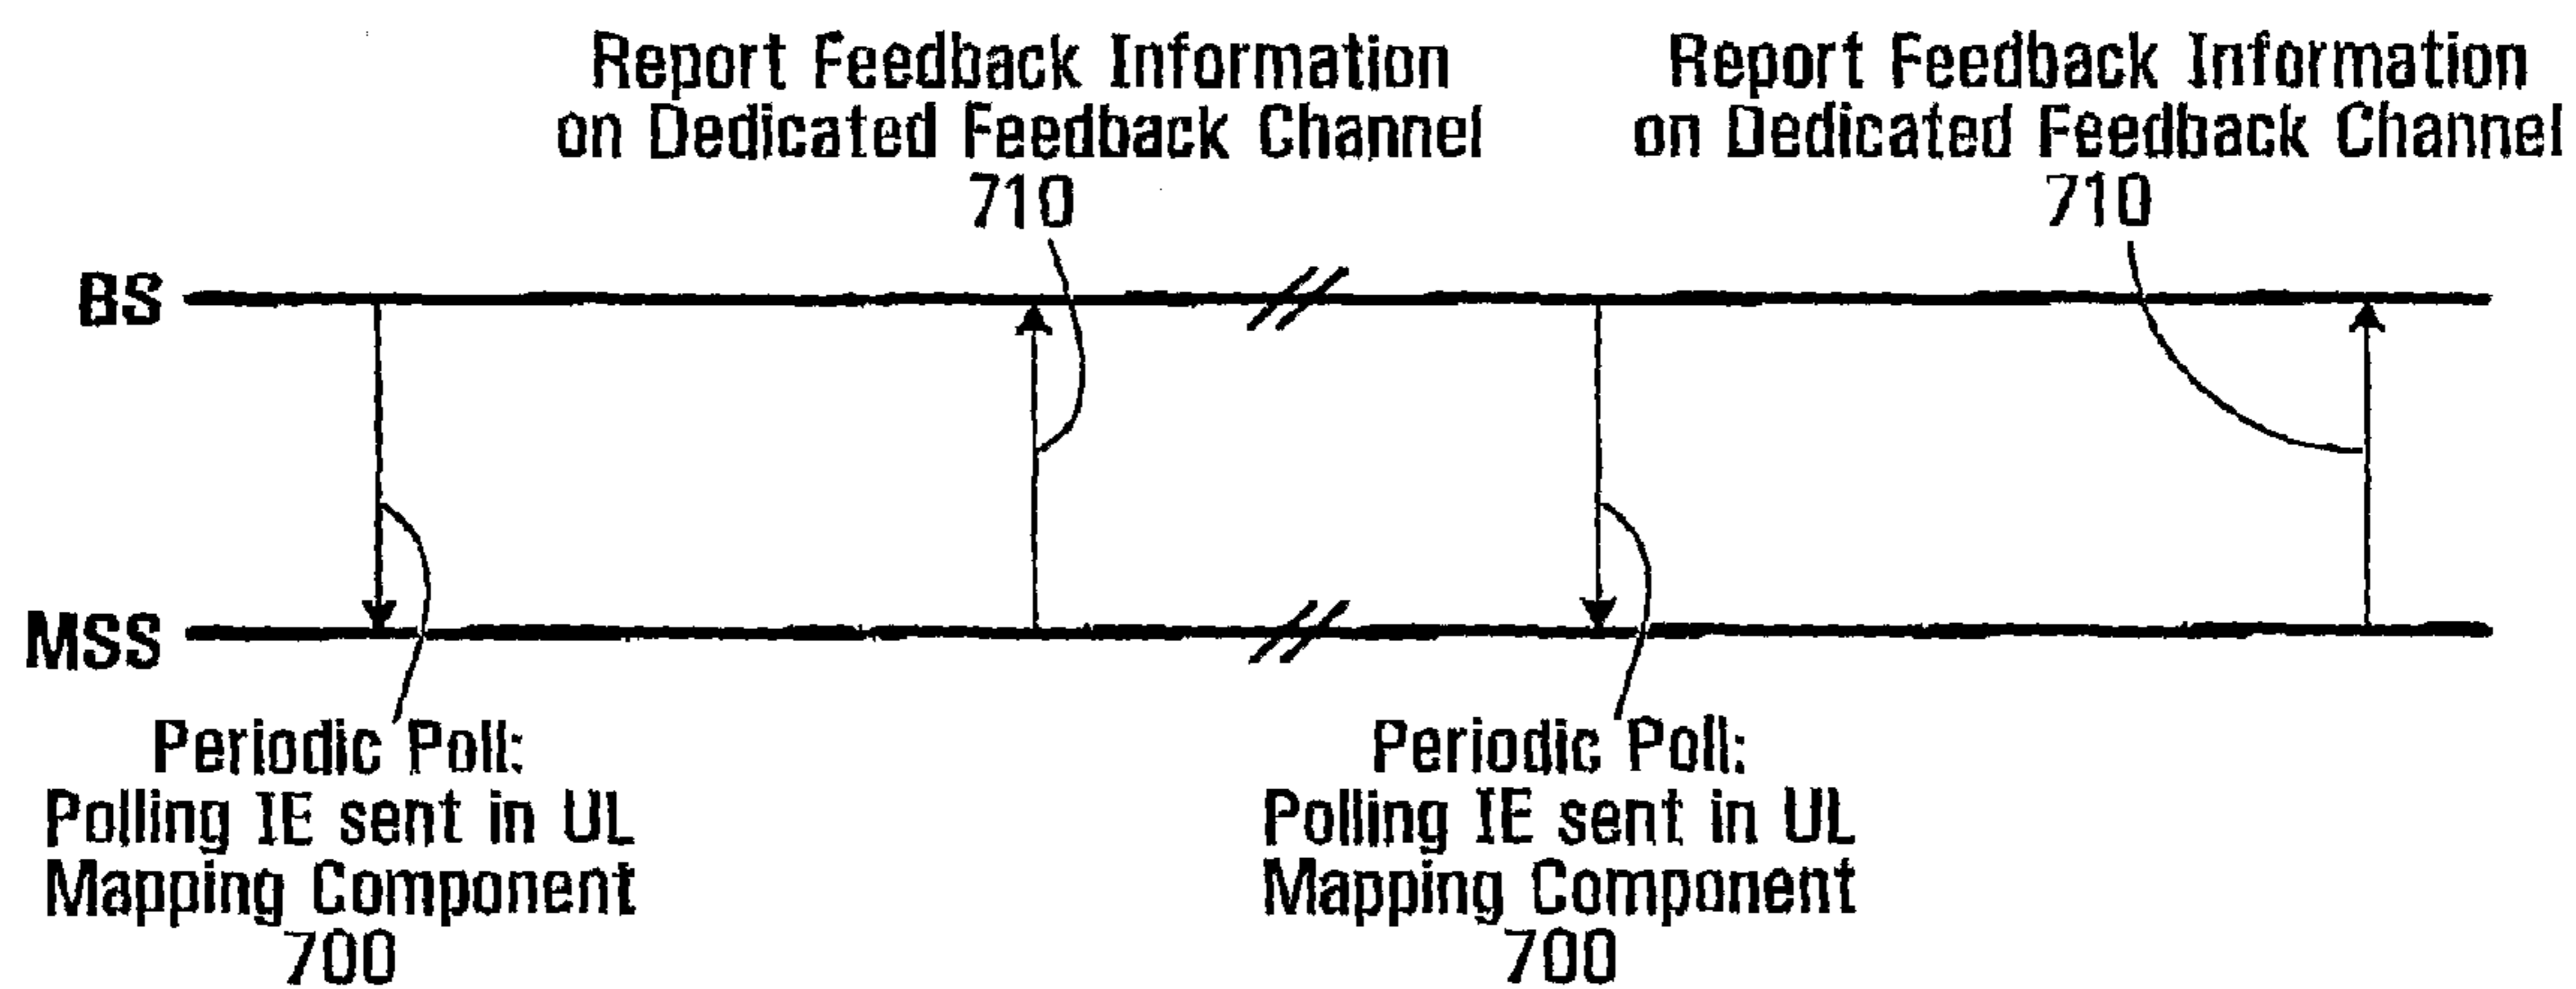 Report Feedback Information
on Dedicated Feedback Channel
710
Report Feedback Information
on Dedicated Feedback Channel
710
BS
MSS
Periodic Poll:
Polling IE sent in UL
Mapping Component
700
Periodic Poll:
Polling IE sent in UL
Mapping Component
700